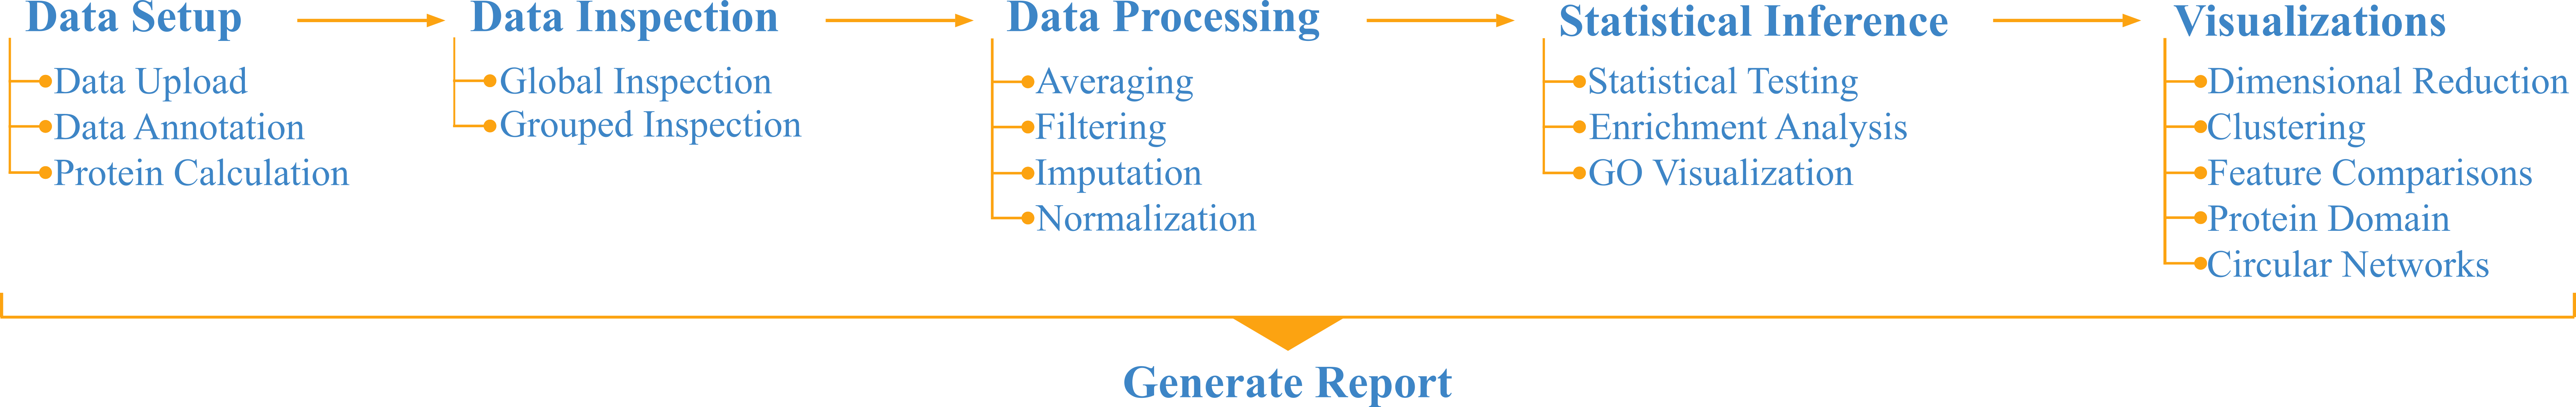 Data Setup
Data Upload
Data Annotation
Protein Calculation
Data Inspection
Global Inspection
Grouped Inspection
Data Processing
Averaging
Filtering
Imputation
Normalization
Statistical Inference
Statistical Testing
Enrichment Analysis
GO Visualization
Visualizations
Dimensional Reduction
Clustering
Feature Comparisons
Protein Domain
Circular Networks
Generate Report